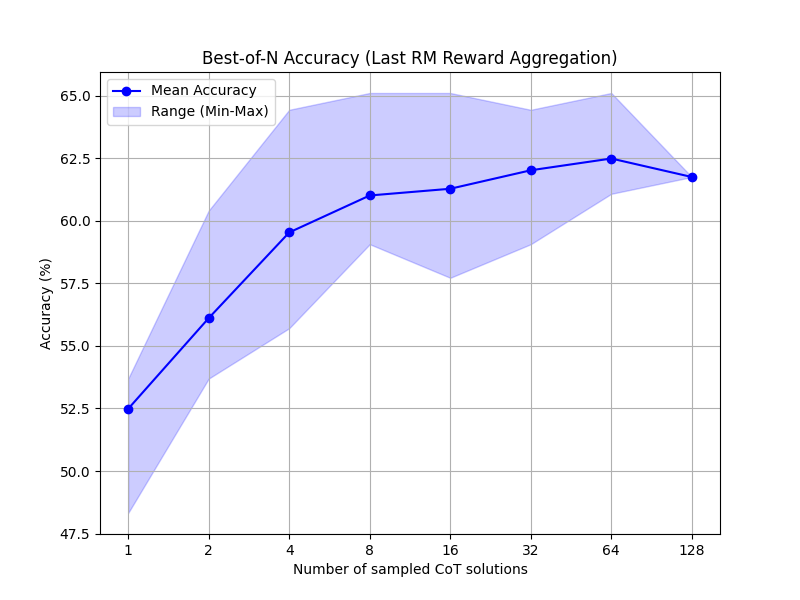 Best-of-N Accuracy (Last RM Reward Aggregation)
Mean Accuracy
Range (Min-Max)
65.0
62.5
60.0
57.5
55.0
52.5
50.0
47.5
Accuracy (%)
1 2 4 8 16 32 64 128
Number of sampled CoT solutions